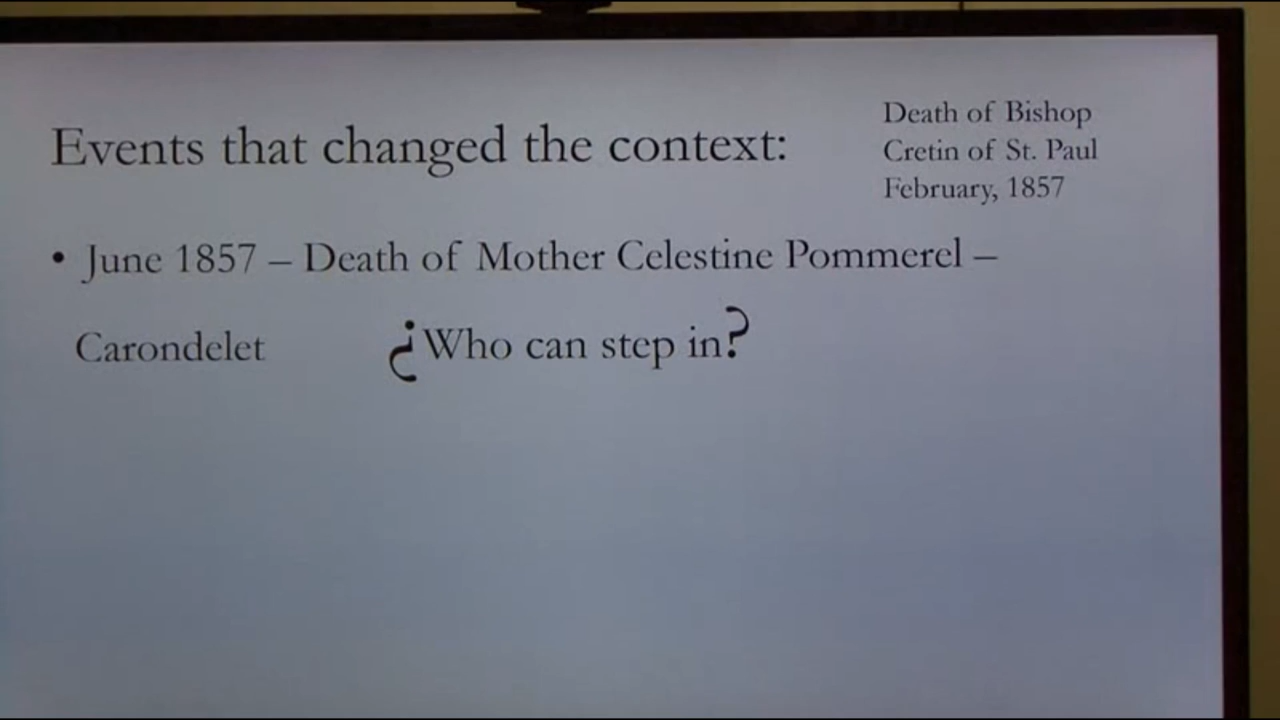 Events that changed the context:
Death of Bishop
Cretin of St. Paul
February, 1857
• June 1857 – Death of Mother Celestine Pommerel –
Carondelet
¿Who can step in?